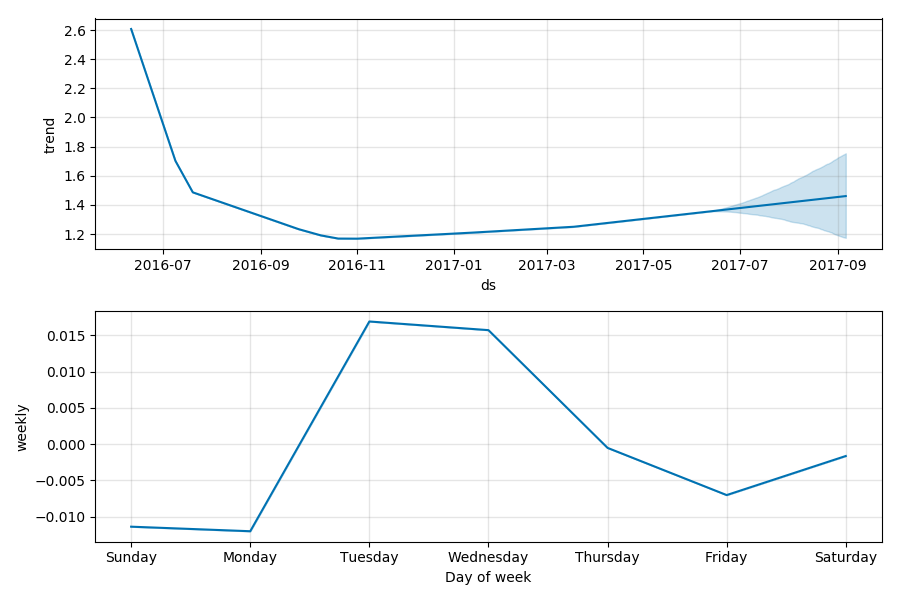 2.6
2.4
2.2
2.0
1.8
1.6
1.4
1.2
trend
2016-07 2016-09 2016-11 2017-01 2017-03 2017-05 2017-07 2017-09
ds
0.015
0.010
0.005
0.000
−0.005
−0.010
weekly
Sunday Monday Tuesday Wednesday Thursday Friday Saturday
Day of week